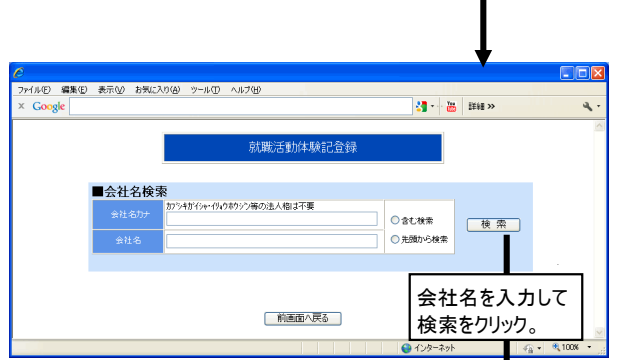 ファイル(F) 編集(E) 表示(V) お気に入り(A) ツール(T) ヘルプ(H)
× Google You 詳細 >>
就職活動体験記登録
■会社名検索
カブシキガイシャ・イリョウホウジン等の法人格は不要
会社名カナ
含む検索
検 索
会社名
先頭から検索
会社名を入力して
検索をクリック。
前画面へ戻る
インターネット 100%